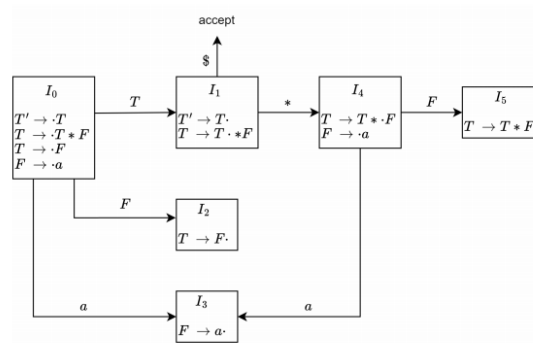 accept
$
I₀
T' → ·T
T → ·T * F
T → ·F
F → ·a
T
I₁
T' → T·
T → T · *F
*
I₄
T → T * ·F
F → ·a
F
I₅
T → T * F
F
I₂
T → F·
a
I₃
F → a·
a